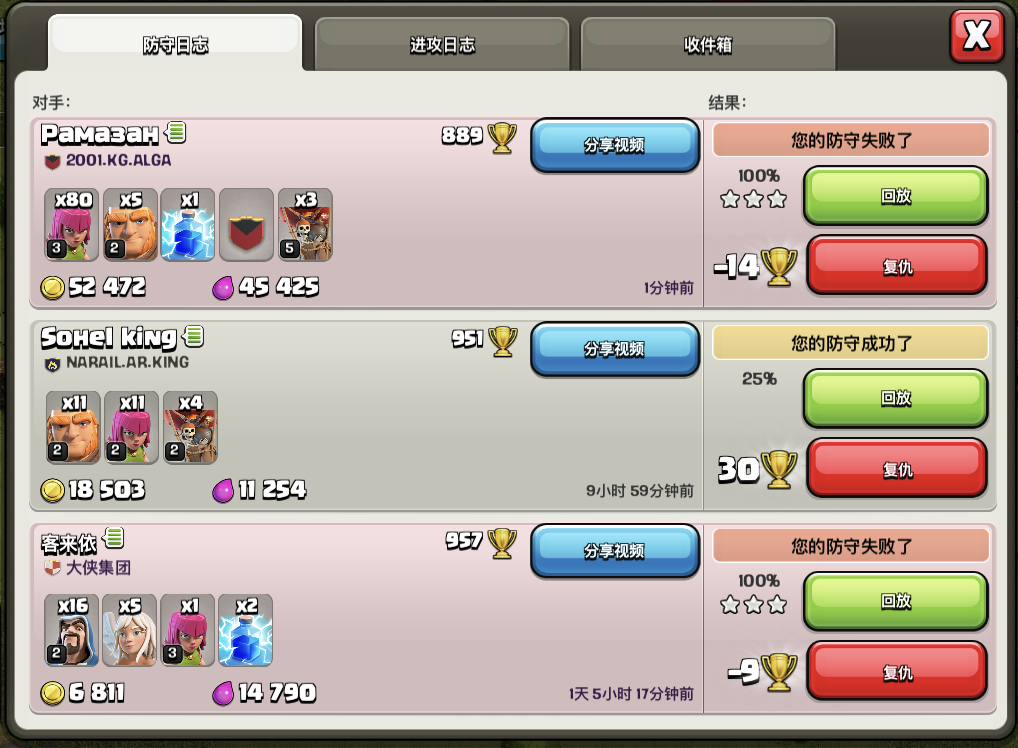 防守日志 进攻日志 收件箱 X
对手: 结果:
Рамазан 889 分享视频 您的防守失败了
2001.KG.ALGA
100%
x80 x5 x1 x3 回放
3 2 5
-14 复仇
52 472 45 425 1分钟前
Sohel king 951 分享视频 您的防守成功了
NARAIL.AR.KING
25%
x11 x11 x4 回放
2 2 2
30 复仇
18 503 11 254 9小时 59分钟前
客来依 957 分享视频 您的防守失败了
大侠集团
100%
x16 x5 x1 x2 回放
2 3
-9 复仇
6 811 14 790 1天 5小时 17分钟前